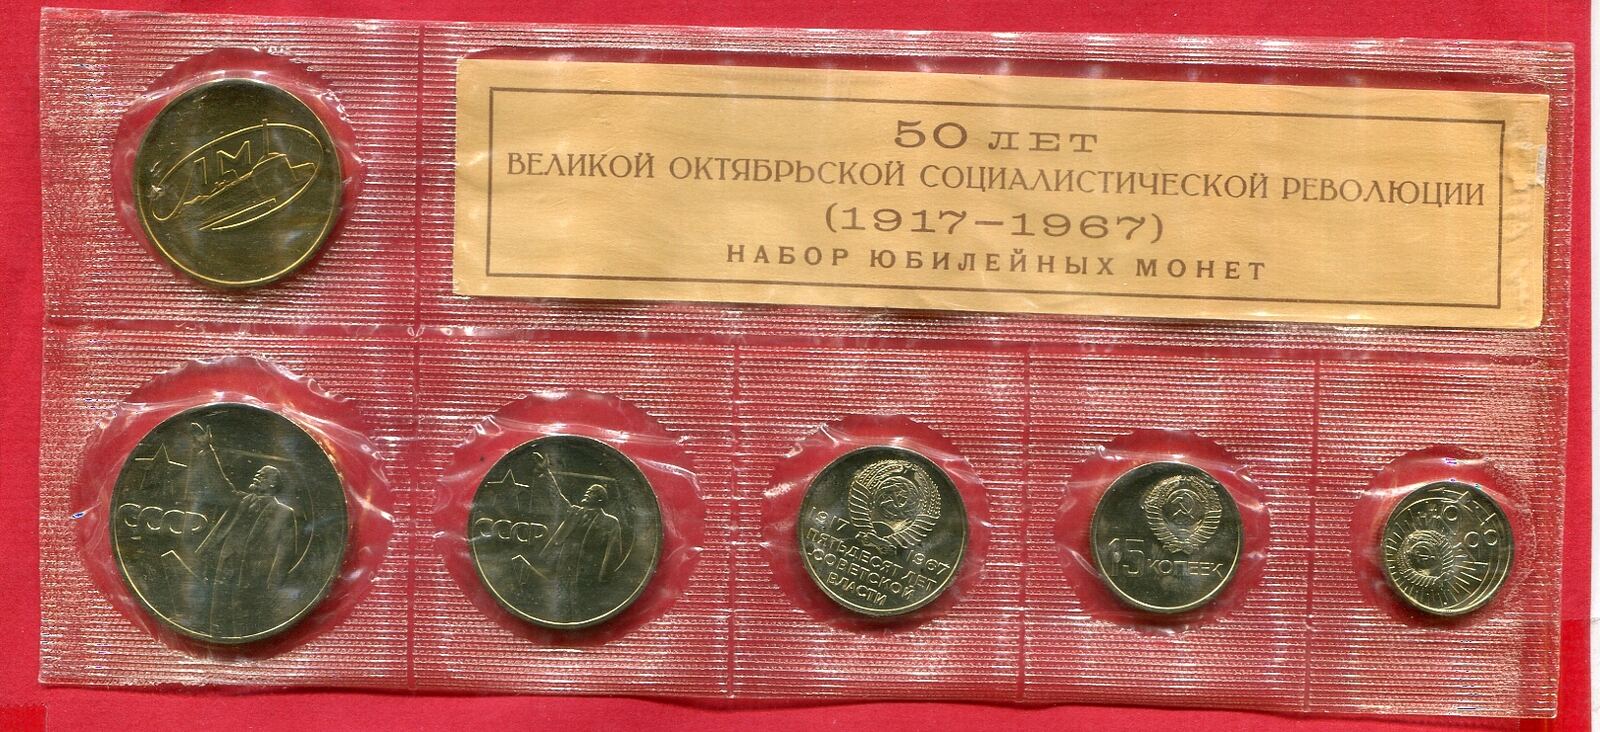 50 ЛЕТ
ВЕЛИКОЙ ОКТЯБРЬСКОЙ СОЦИАЛИСТИЧЕСКОЙ РЕВОЛЮЦИИ
(1917-1967)
НАБОР ЮБИЛЕЙНЫХ МОНЕТ
СССР
СССР
1917 1967
ПЯТЬДЕСЯТ ЛЕТ
СОВЕТСКОЙ
ВЛАСТИ
15 КОПЕЕК